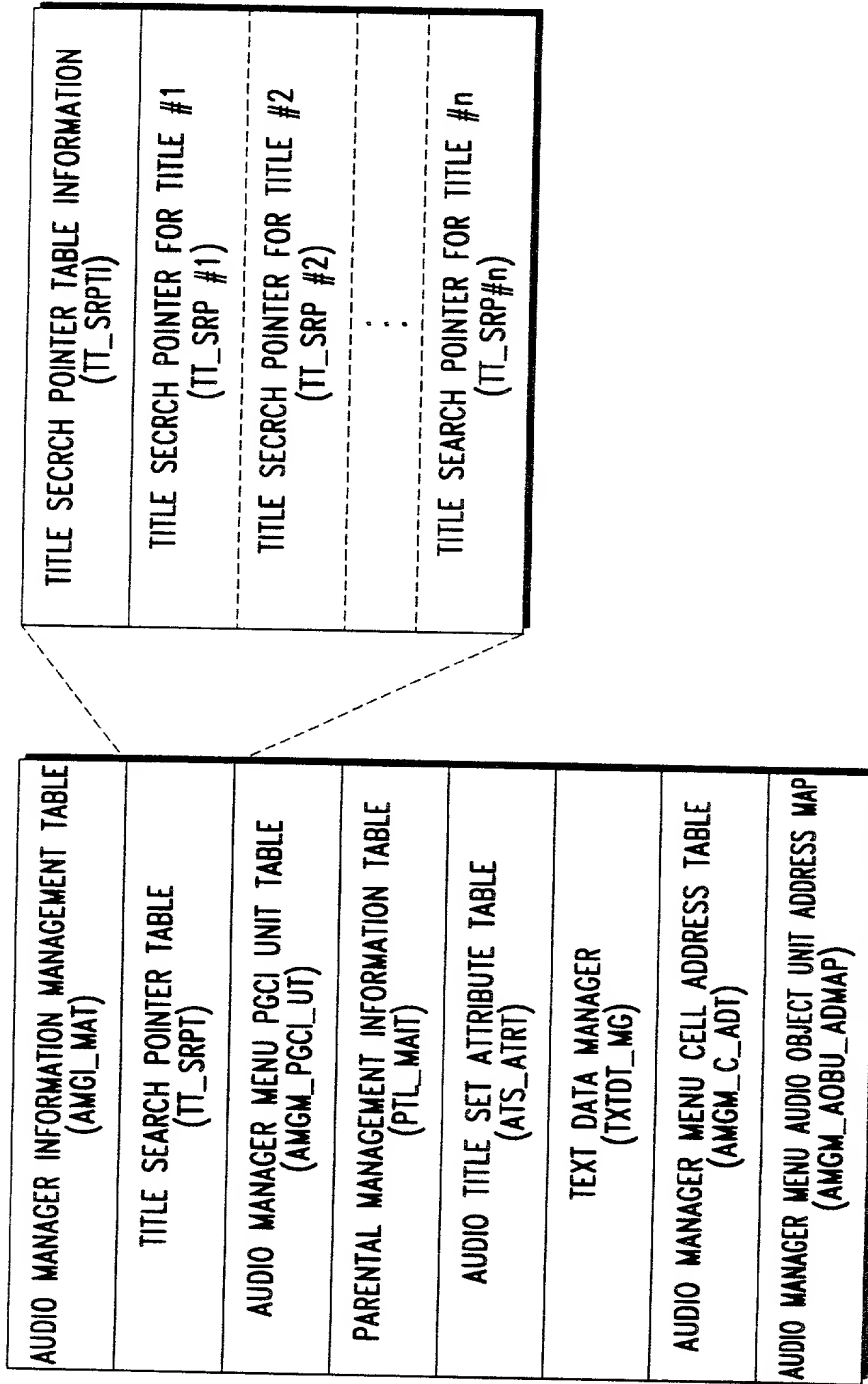 AUDIO MANAGER INFORMATION MANAGEMENT TABLE
(AMGI_MAT)
TITLE SEARCH POINTER TABLE
(TT_SRPT)
AUDIO MANAGER MENU PGCI UNIT TABLE
(AMGM_PGCI_UT)
PARENTAL MANAGEMENT INFORMATION TABLE
(PTL_MAIT)
AUDIO TITLE SET ATTRIBUTE TABLE
(ATS_ATRT)
TEXT DATA MANAGER
(TXTDT_MG)
AUDIO MANAGER MENU CELL ADDRESS TABLE
(AMGM_C_ADT)
AUDIO MANAGER MENU AUDIO OBJECT UNIT ADDRESS MAP
(AMGM_AOBU_ADMAP)
TITLE SECRCH POINTER TABLE INFORMATION
(TT_SRPTI)
TITLE SECRCH POINTER FOR TITLE #1
(TT_SRP #1)
TITLE SECRCH POINTER FOR TITLE #2
(TT_SRP #2)
...
TITLE SEARCH POINTER FOR TITLE #n
(TT_SRP#n)